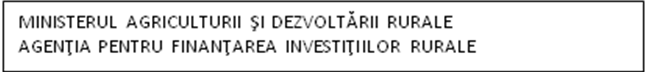 MINISTERUL AGRICULTURII ŞI DEZVOLTĂRII RURALE
AGENŢIA PENTRU FINANŢAREA INVESTIŢIILOR RURALE